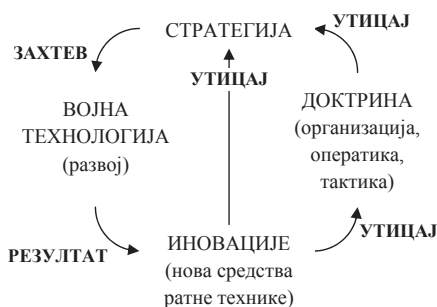 СТРАТЕГИЈА
УТИЦАЈ
ЗАХТЕВ
УТИЦАЈ
ВОЈНА
ТЕХНОЛОГИЈА
(развој)
ДОКТРИНА
(организација,
оператика,
тактика)
РЕЗУЛТАТ
ИНОВАЦИЈЕ
(нова средства
ратне технике)
УТИЦАЈ